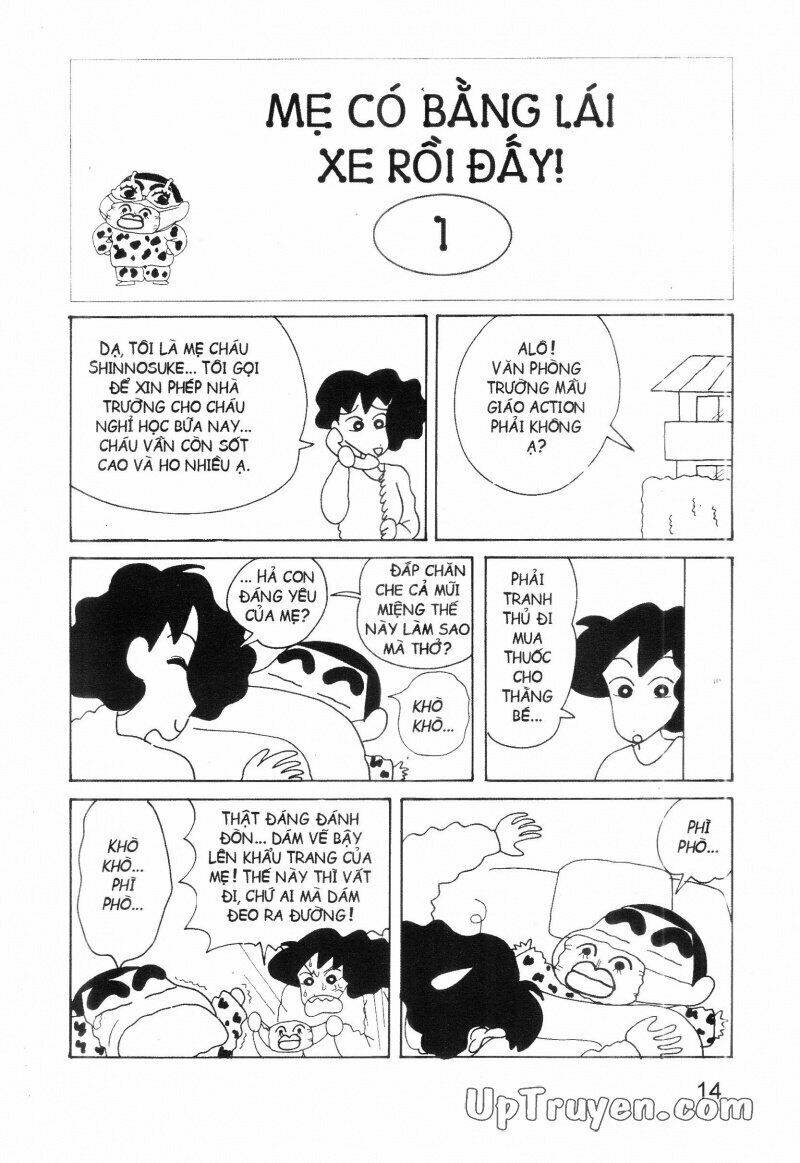 MẸ CÓ BẰNG LÁI
XE RỒI ĐẤY!
1
ALÔ!
VĂN PHÒNG
TRƯỜNG MẪU
GIÁO ACTION
PHẢI KHÔNG
Ạ?
DẠ, TÔI LÀ MẸ CHÁU
SHINNOSUKE... TÔI GỌI
ĐỂ XIN PHÉP NHÀ
TRƯỜNG CHO CHÁU
NGHỈ HỌC BỮA NAY...
CHÁU VẪN CÒN SỐT
CAO VÀ HO NHIỀU Ạ.
PHẢI
TRANH
THỦ ĐI
MUA
THUỐC
CHO
THẰNG
BÉ...
ĐẮP CHĂN
CHE CẢ MŨI
MIỆNG THẾ
NÀY LÀM SAO
MÀ THỞ?
... HẢ CON
ĐÁNG YÊU
CỦA MẸ?
KHÒ
KHÒ...
PHÌ
PHÒ...
THẬT ĐÁNG ĐÁNH
ĐÒN... DÁM VẼ BẬY
LÊN KHẨU TRANG CỦA
MẸ! THẾ NÀY THÌ VẤT
ĐI, CHỨ AI MÀ DÁM
ĐEO RA ĐƯỜNG!
KHÒ
KHÒ...
PHÌ
PHÒ...
14
UpTruyen.com